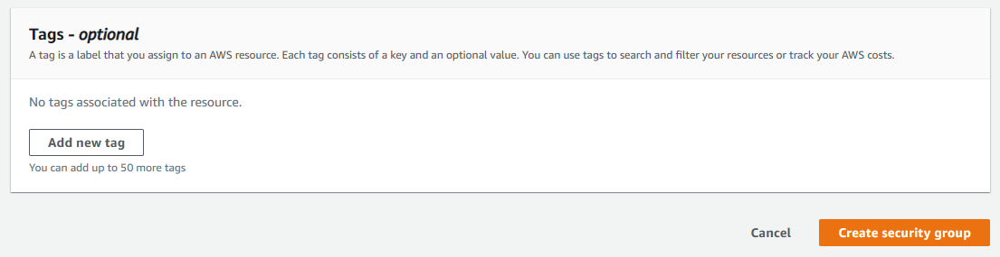 Tags - optional
A tag is a label that you assign to an AWS resource. Each tag consists of a key and an optional value. You can use tags to search and filter your resources or track your AWS costs.
No tags associated with the resource.
Add new tag
You can add up to 50 more tags
Cancel
Create security group